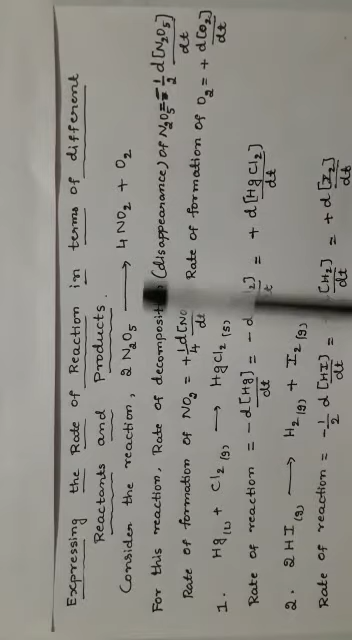 Expressing the Rate of Reaction in terms of different
Reactants and Products.
Consider the reaction, 2 N₂O₅ ⟶ 4 NO₂ + O₂
For this reaction, Rate of (disappearance) of N₂O₅ = -1/2 d[N₂O₅]/dt
Rate of formation of NO₂ = +1/4 d[NO /dt Rate of formation of O₂ = + d[O₂]/dt
1. Hg(l) + Cl₂(g) ⟶ HgCl₂(s)
Rate of reaction = -d[Hg]/dt = -d = + d[HgCl₂]/dt
2. 2HI(g) ⟶ H₂(g) + I₂(g)
Rate of reaction = -1/2 d[HI]/dt = [H₂]/dt = + d[I₂]/dt